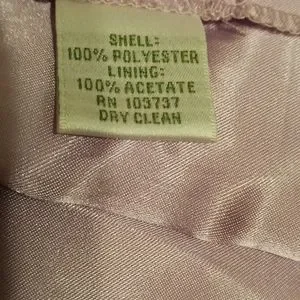 SHELL:
100% POLYESTER
LINING:
100% ACETATE
RN 103737
DRY CLEAN